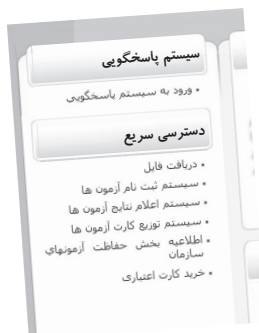 سیستم پاسخگویی
ورود به سیستم پاسخگویی
دسترسی سریع
دریافت فایل
سیستم ثبت نام آزمون ها
سیستم اعلام نتایج آزمون ها
سیستم توزیع کارت آزمون ها
اطلاعیه بخش حفاظت آزمونهای
سازمان
خرید کارت اعتباری